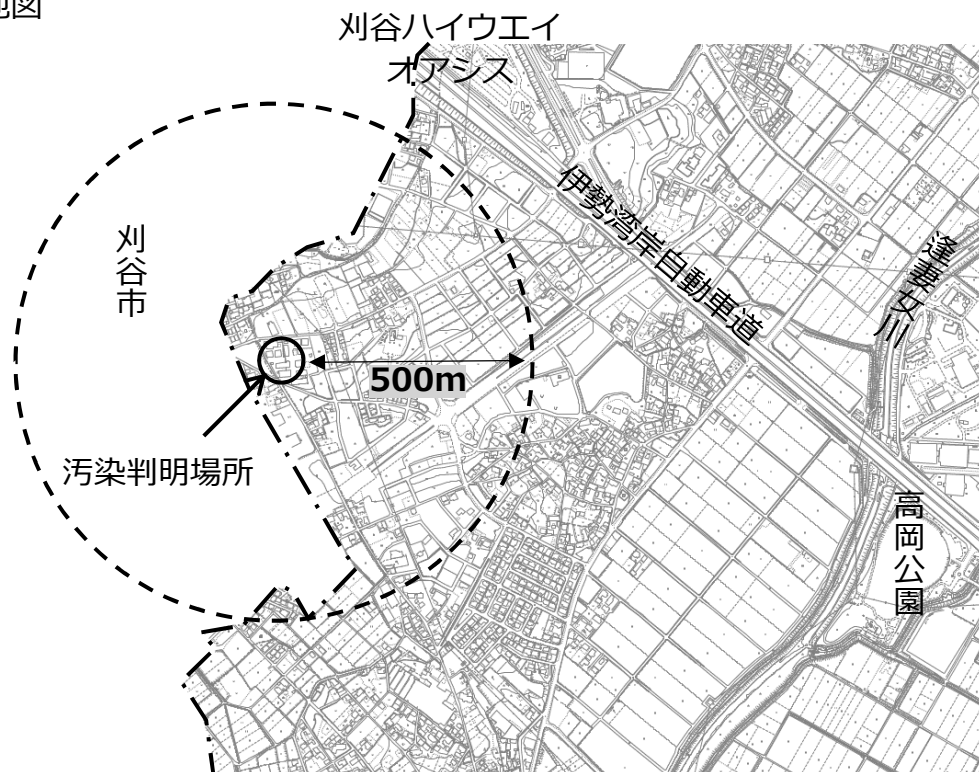 地図
刈谷ハイウエイ
オアシス
伊勢湾岸自動車道
逢妻女川
刈谷市
500m
汚染判明場所
高岡公園